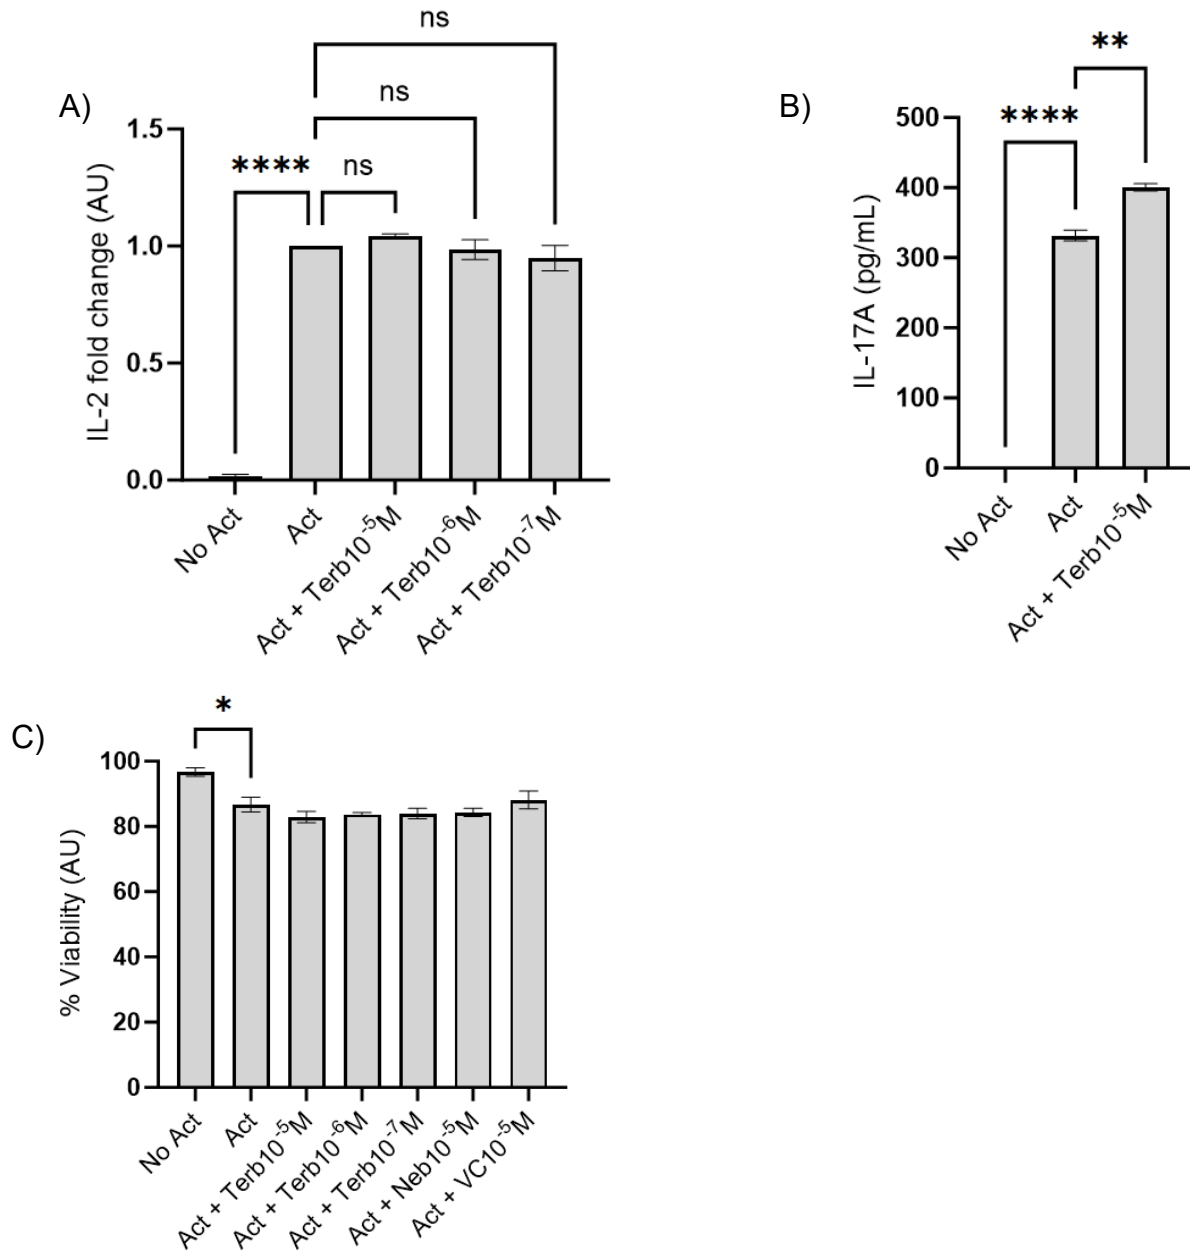 A)
ns
ns
**** ns
IL-2 fold change (AU)
1.5
1.0
0.5
0.0
No Act
Act
Act + Terb10⁻⁵M
Act + Terb10⁻⁶M
Act + Terb10⁻⁷M
B)
**
****
IL-17A (pg/mL)
500
400
300
200
100
0
No Act
Act
Act + Terb10⁻⁵M
C)
*
% Viability (AU)
100
80
60
40
20
0
No Act
Act
Act + Terb10⁻⁵M
Act + Terb10⁻⁶M
Act + Terb10⁻⁷M
Act + Neb10⁻⁵M
Act + VC10⁻⁵M